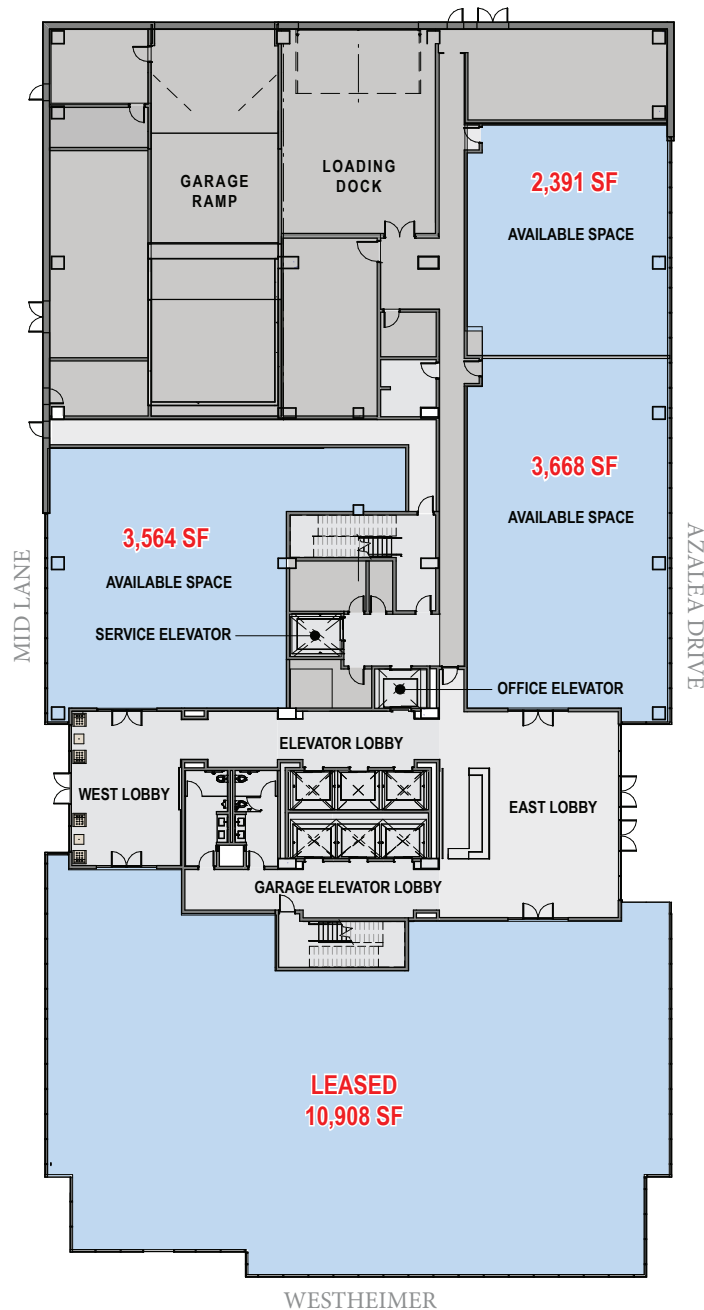 GARAGE
RAMP
LOADING
DOCK
2,391 SF
AVAILABLE SPACE
3,668 SF
AVAILABLE SPACE
3,564 SF
AVAILABLE SPACE
MID LANE
AZALEA DRIVE
SERVICE ELEVATOR
OFFICE ELEVATOR
ELEVATOR LOBBY
WEST LOBBY
EAST LOBBY
GARAGE ELEVATOR LOBBY
LEASED
10,908 SF
WESTHEIMER